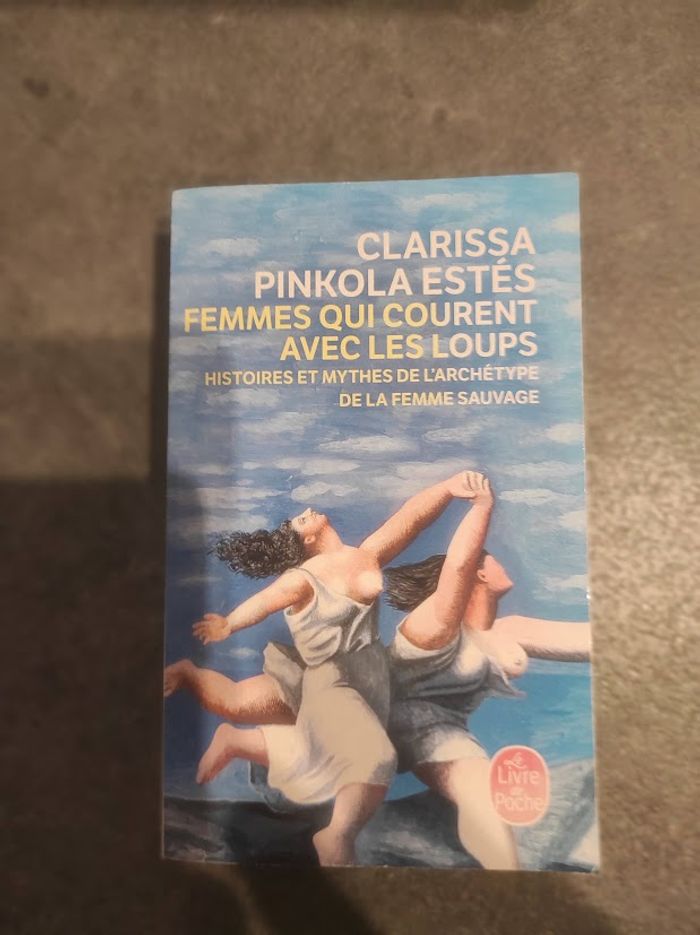 CLARISSA
PINKOLA ESTÉS
FEMMES QUI COURENT
AVEC LES LOUPS
HISTOIRES ET MYTHES DE L'ARCHÉTYPE
DE LA FEMME SAUVAGE
Le
Livre
de
Poche